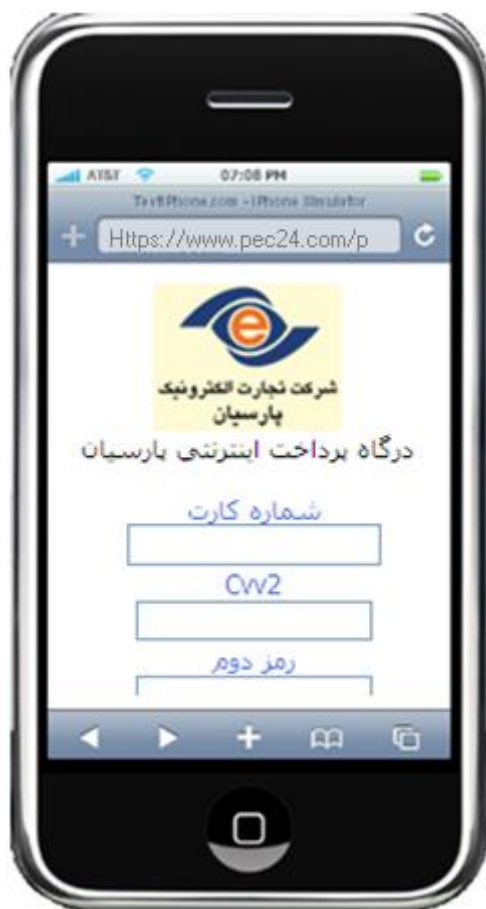 AT&T 07:08 PM
TestiPhone.com - iPhone Simulator
Https://www.pec24.com/p
e
شرکت تجارت الکترونیک
پارسیان
درگاه پرداخت اینترنتی پارسیان
شماره کارت
Cvv2
رمز دوم